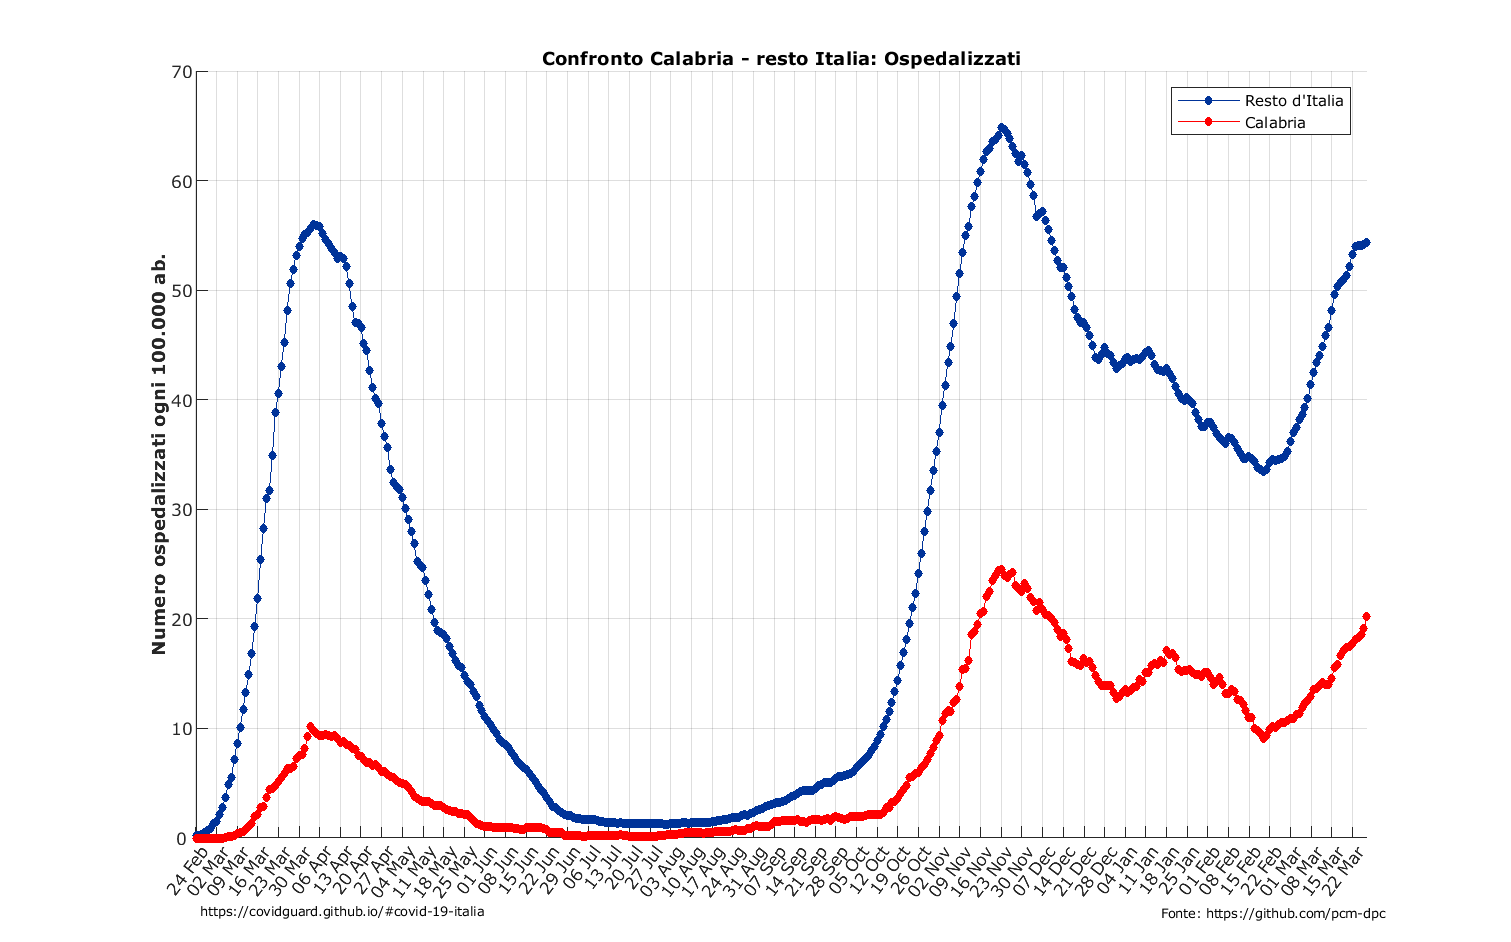 Confronto Calabria - resto Italia: Ospedalizzati
70
60
50
40
30
20
10
0
Numero ospedalizzati ogni 100.000 ab.
Resto d'Italia
Calabria
24 Feb
02 Mar
09 Mar
16 Mar
23 Mar
30 Mar
06 Apr
13 Apr
20 Apr
27 Apr
04 May
11 May
18 May
25 May
01 Jun
08 Jun
15 Jun
22 Jun
29 Jun
06 Jul
13 Jul
20 Jul
27 Jul
03 Aug
10 Aug
17 Aug
24 Aug
31 Aug
07 Sep
14 Sep
21 Sep
28 Sep
05 Oct
12 Oct
19 Oct
26 Oct
02 Nov
09 Nov
16 Nov
23 Nov
30 Nov
07 Dec
14 Dec
21 Dec
28 Dec
04 Jan
11 Jan
18 Jan
25 Jan
01 Feb
08 Feb
15 Feb
22 Feb
01 Mar
08 Mar
15 Mar
22 Mar
https://covidguard.github.io/#covid-19-italia
Fonte: https://github.com/pcm-dpc